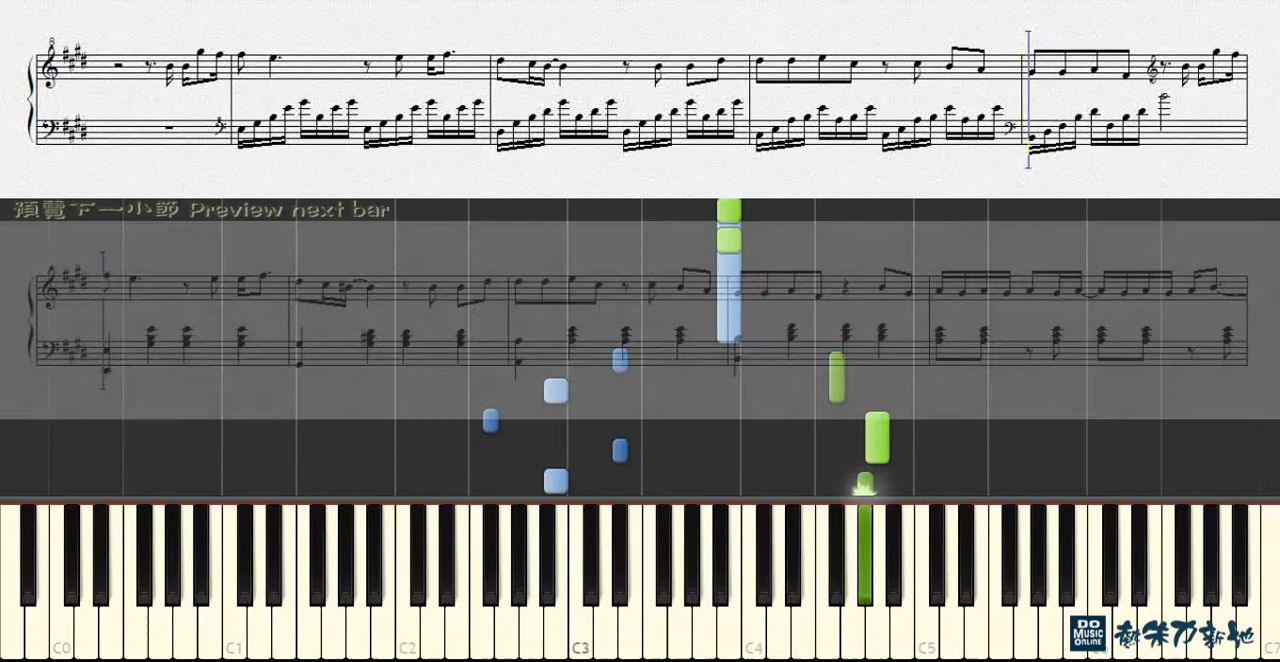 8
預覽下一小節 Preview next bar
C0
C1
C2
C3
C4
C5
C7
DO
MUSIC
ONLINE